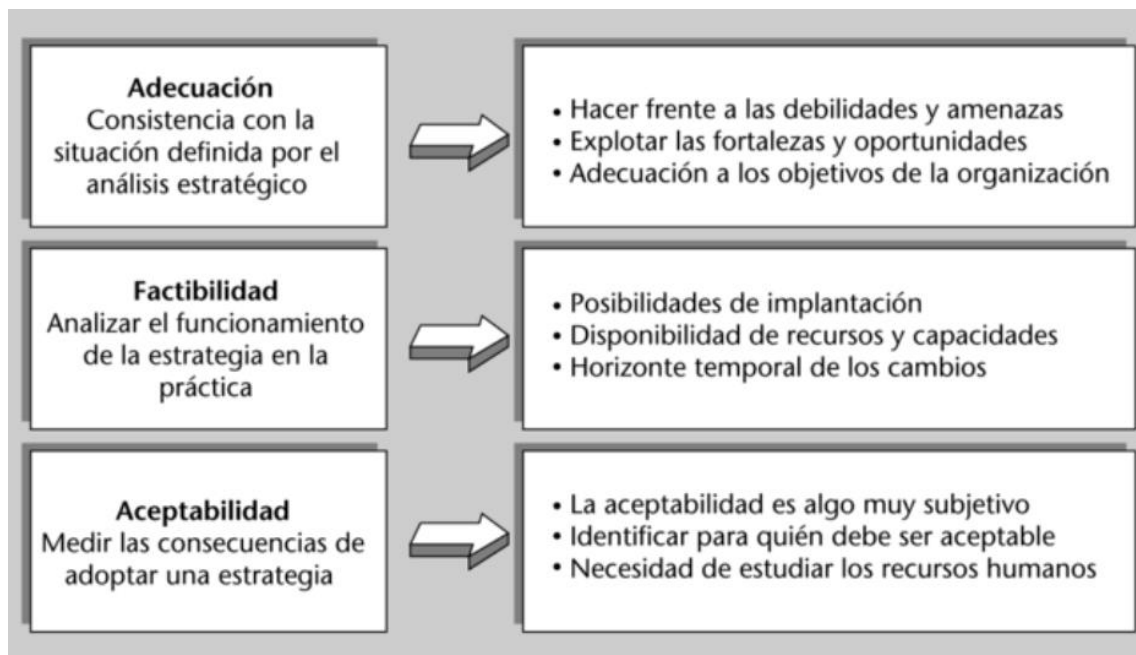 Adecuación
Consistencia con la
situación definida por el
análisis estratégico
• Hacer frente a las debilidades y amenazas
• Explotar las fortalezas y oportunidades
• Adecuación a los objetivos de la organización
Factibilidad
Analizar el funcionamiento
de la estrategia en la
práctica
• Posibilidades de implantación
• Disponibilidad de recursos y capacidades
• Horizonte temporal de los cambios
Aceptabilidad
Medir las consecuencias de
adoptar una estrategia
• La aceptabilidad es algo muy subjetivo
• Identificar para quién debe ser aceptable
• Necesidad de estudiar los recursos humanos